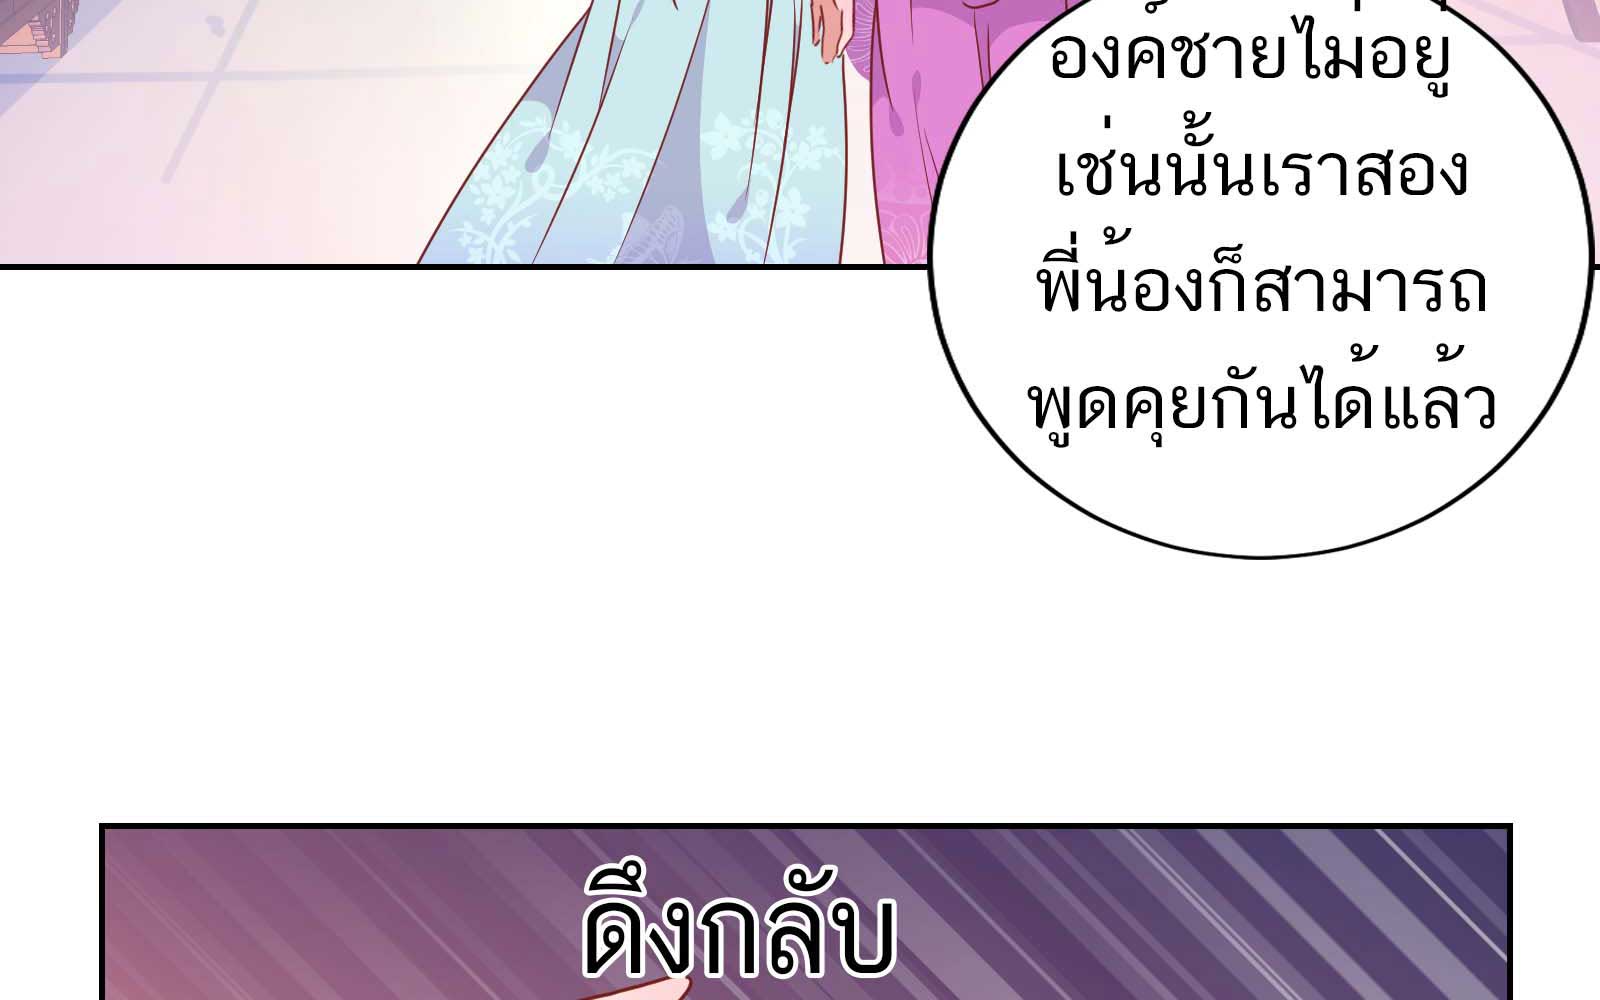 องค์ชายไม่อยู่
เช่นนั้นเราสอง
พี่น้องก็สามารถ
พูดคุยกันได้แล้ว
ดึงกลับ